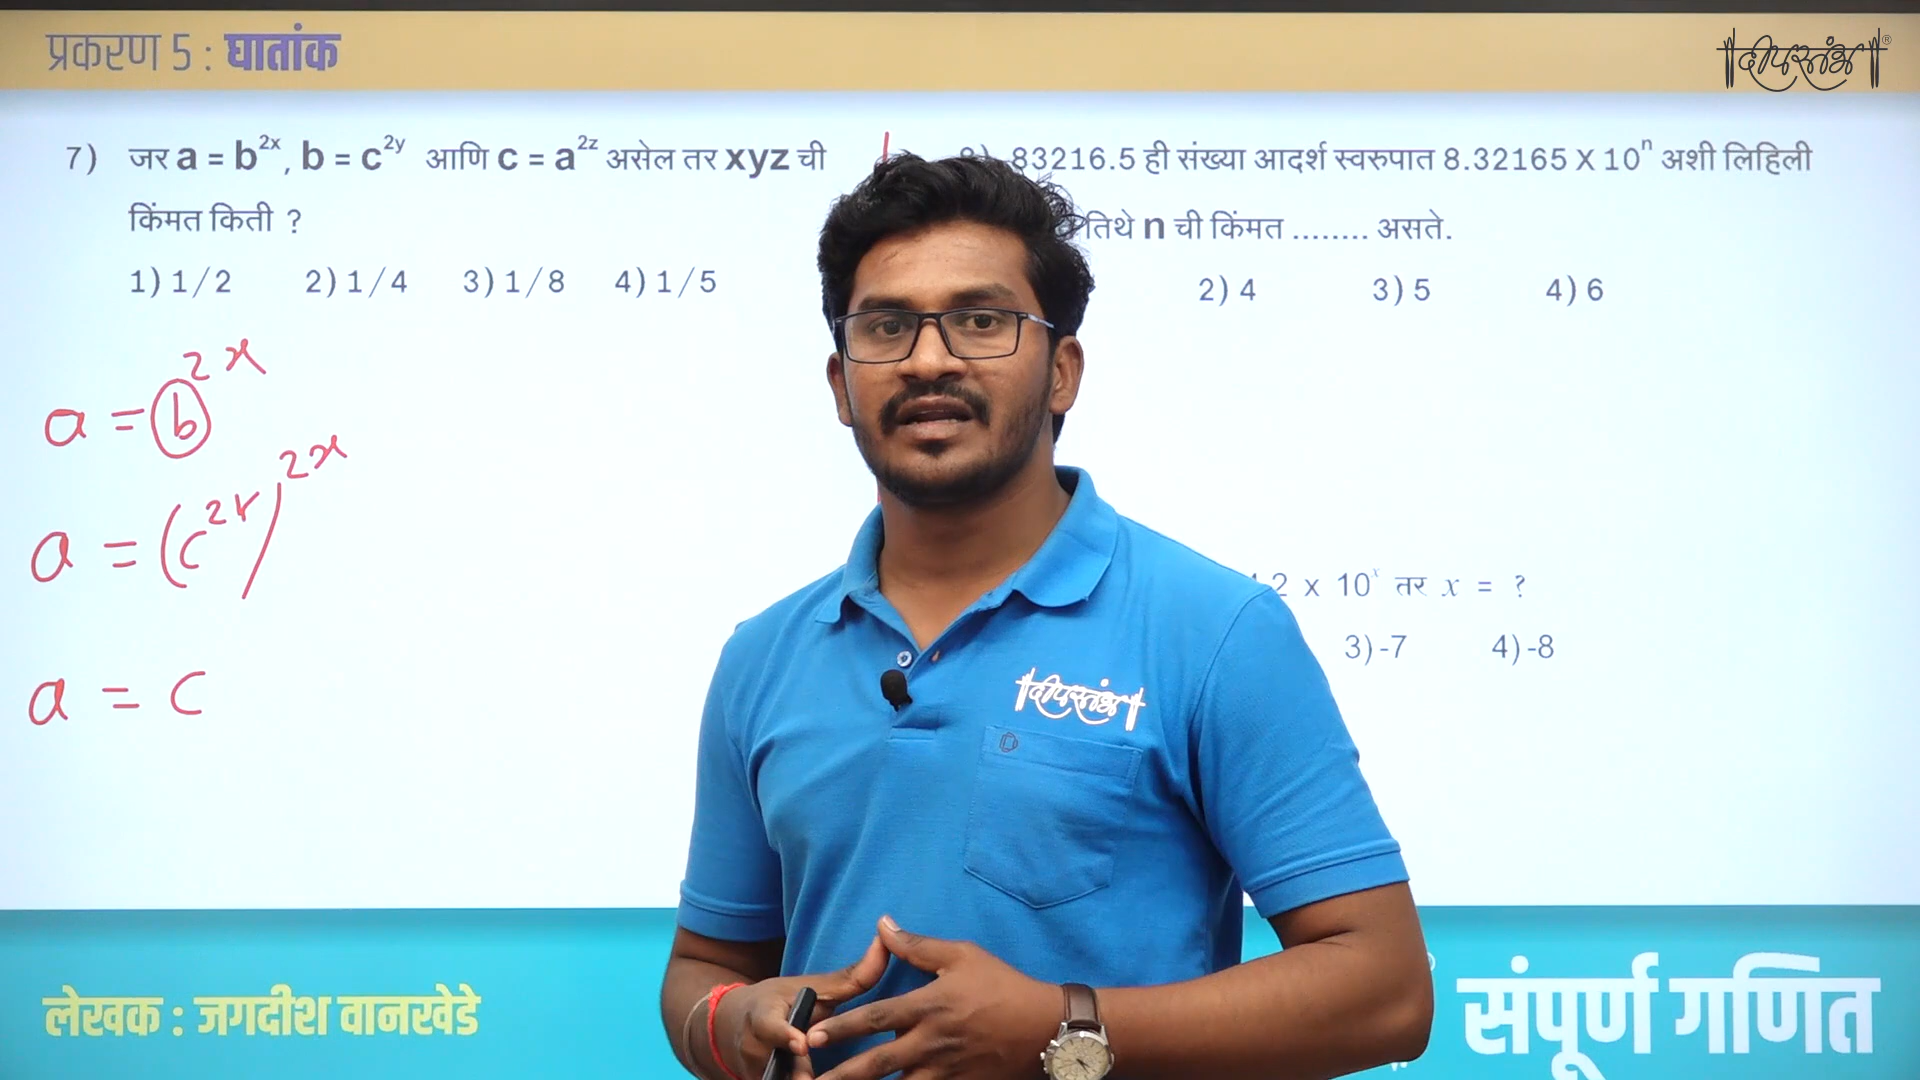 प्रकरण 5 : घातांक
दीपस्तंभ®
7) जर a = b^2x, b = c^2y आणि c = a^2z असेल तर xyz ची
किंमत किती ?
1) 1/2 2) 1/4 3) 1/8 4) 1/5
a = b^2x
a = (c^2y)^2x
a = c
83216.5 ही संख्या आदर्श स्वरुपात 8.32165 X 10^n अशी लिहिली
तिथे n ची किंमत ........ असते.
2) 4 3) 5 4) 6
2 x 10^x तर x = ?
3) -7 4) -8
दीपस्तंभ
लेखक : जगदीश वानखेडे
संपूर्ण गणित